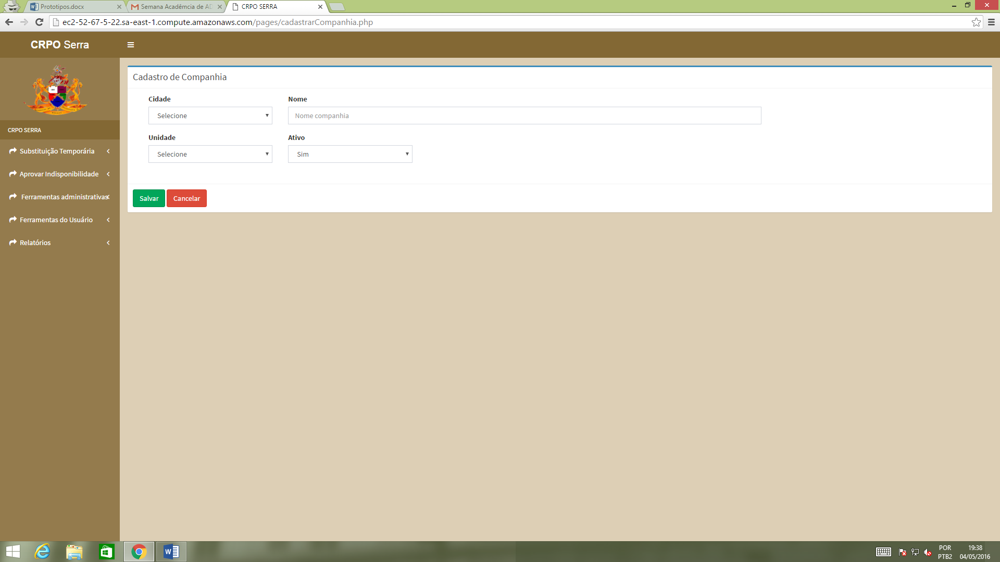 Prototipos.docx
Semana Acadêmcia de AD
CRPO SERRA
ec2-52-67-5-22.sa-east-1.compute.amazonaws.com/pages/cadastrarCompanhia.php
CRPO Serra
CRPO SERRA
Substituição Temporária
Aprovar Indisponibilidade
Ferramentas administrativas
Ferramentas do Usuário
Relatórios
Cadastro de Companhia
Cidade
Nome
Selecione
Nome companhia
Unidade
Ativo
Selecione
Sim
Salvar
Cancelar
POR
19:38
PTB2
04/05/2016